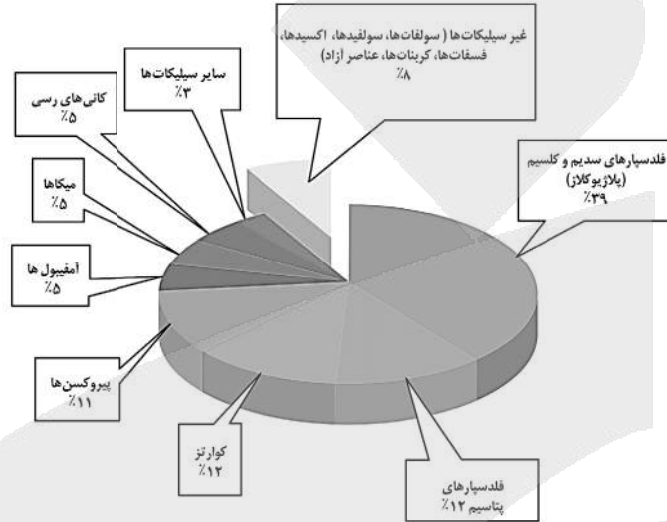 غیر سیلیکات‌ها ( سولفات‌ها، سولفیدها، اکسیدها،
فسفات‌ها، کربنات‌ها، عناصر آزاد)
٪۸
سایر سیلیکات‌ها
٪۳
کانی‌های رسی
٪۵
میکاها
٪۵
آمفیبول ها
٪۵
پیروکسن‌ها
٪۱۱
کوارتز
٪۱۲
فلدسپارهای
پتاسیم ۱۲٪
فلدسپارهای سدیم و کلسیم
(پلاژیوکلاز)
٪۳۹